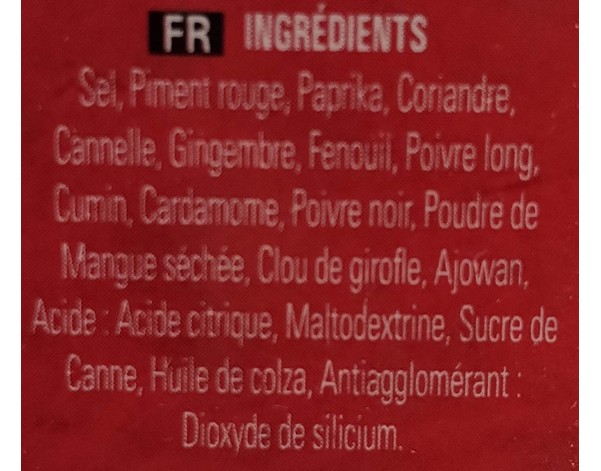 FR INGRÉDIENTS
Sel, Piment rouge, Paprika, Coriandre,
Cannelle, Gingembre, Fenouil, Poivre long,
Cumin, Cardamome, Poivre noir, Poudre de
Mangue séchée, Clou de girofle, Ajowan,
Acide : Acide citrique, Maltodextrine, Sucre de
Canne, Huile de colza, Antiagglomérant :
Dioxyde de silicium.